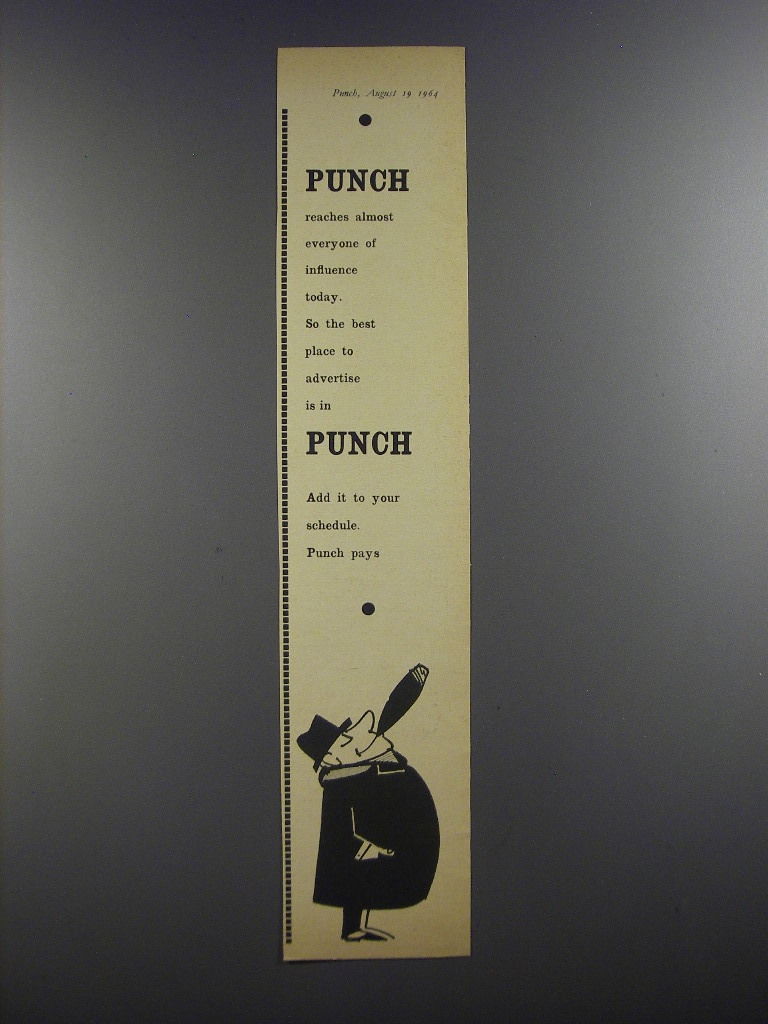 Punch, August 19 1964
PUNCH
reaches almost
everyone of
influence
today.
So the best
place to
advertise
is in
PUNCH
Add it to your
schedule.
Punch pays